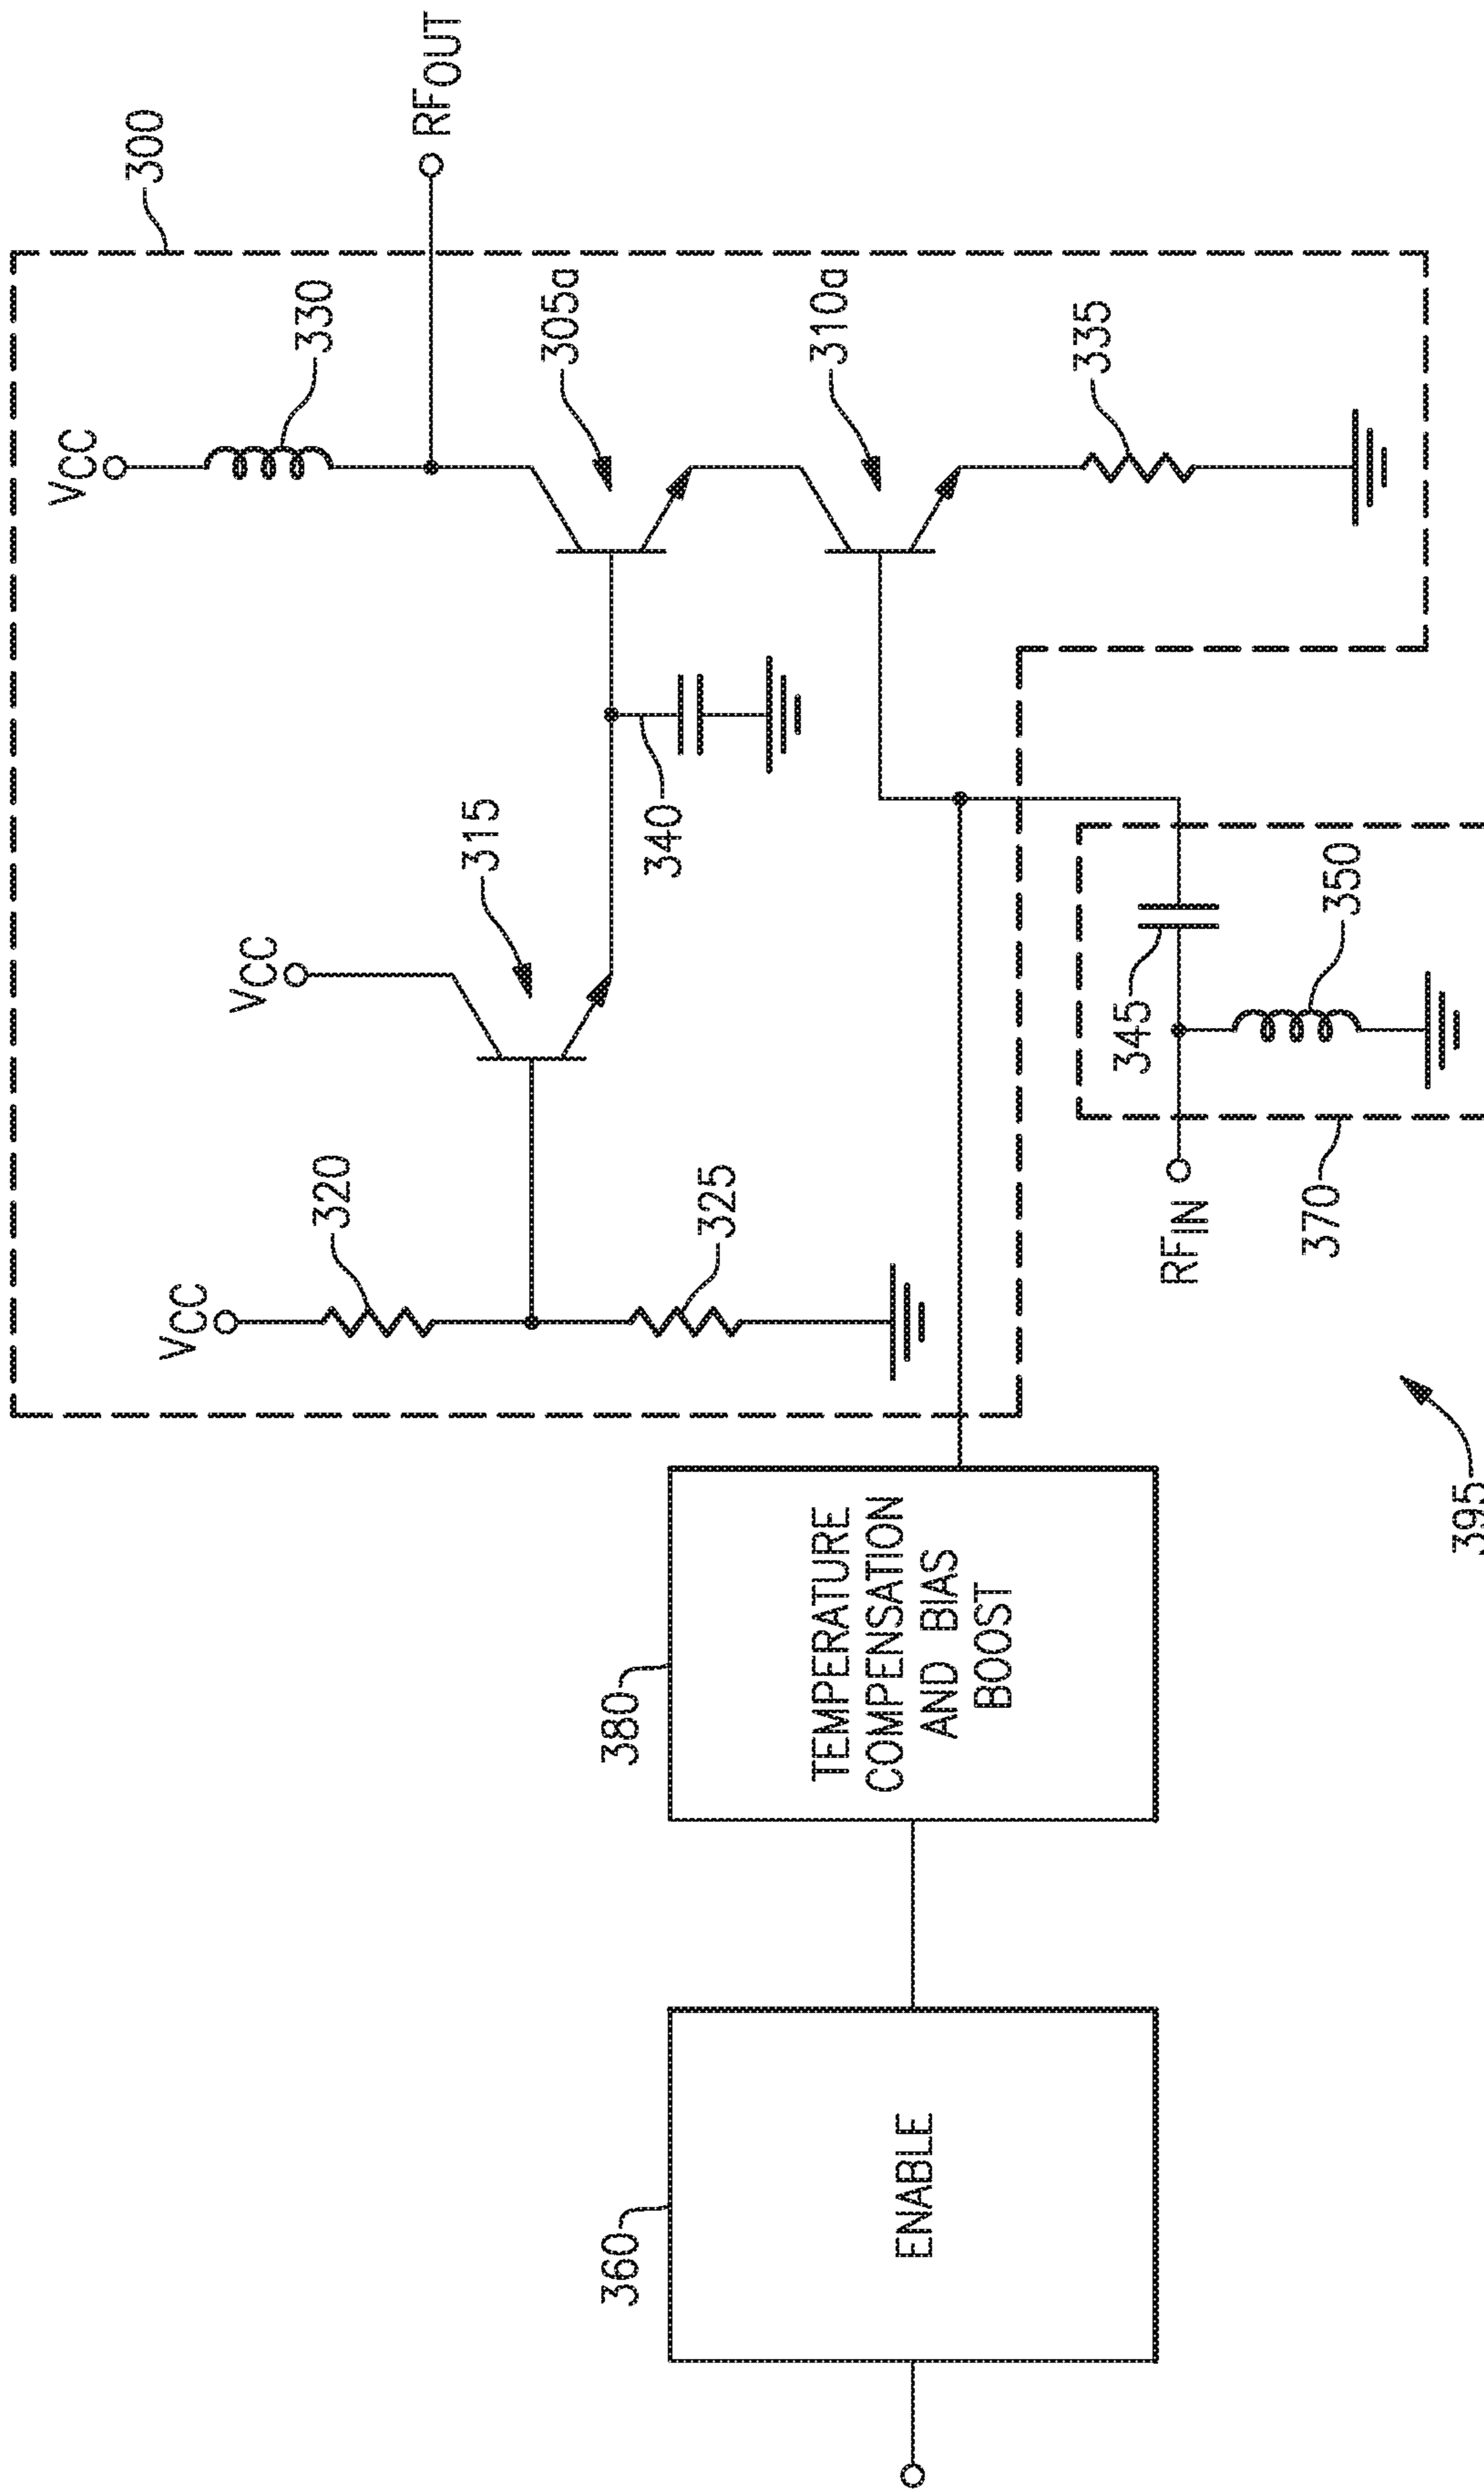 300
VCC
330
RFOUT
305a
VCC
315
310a
340
335
VCC
320
325
345
350
RFIN
370
380
TEMPERATURE
COMPENSATION
AND BIAS
BOOST
360
ENABLE
395